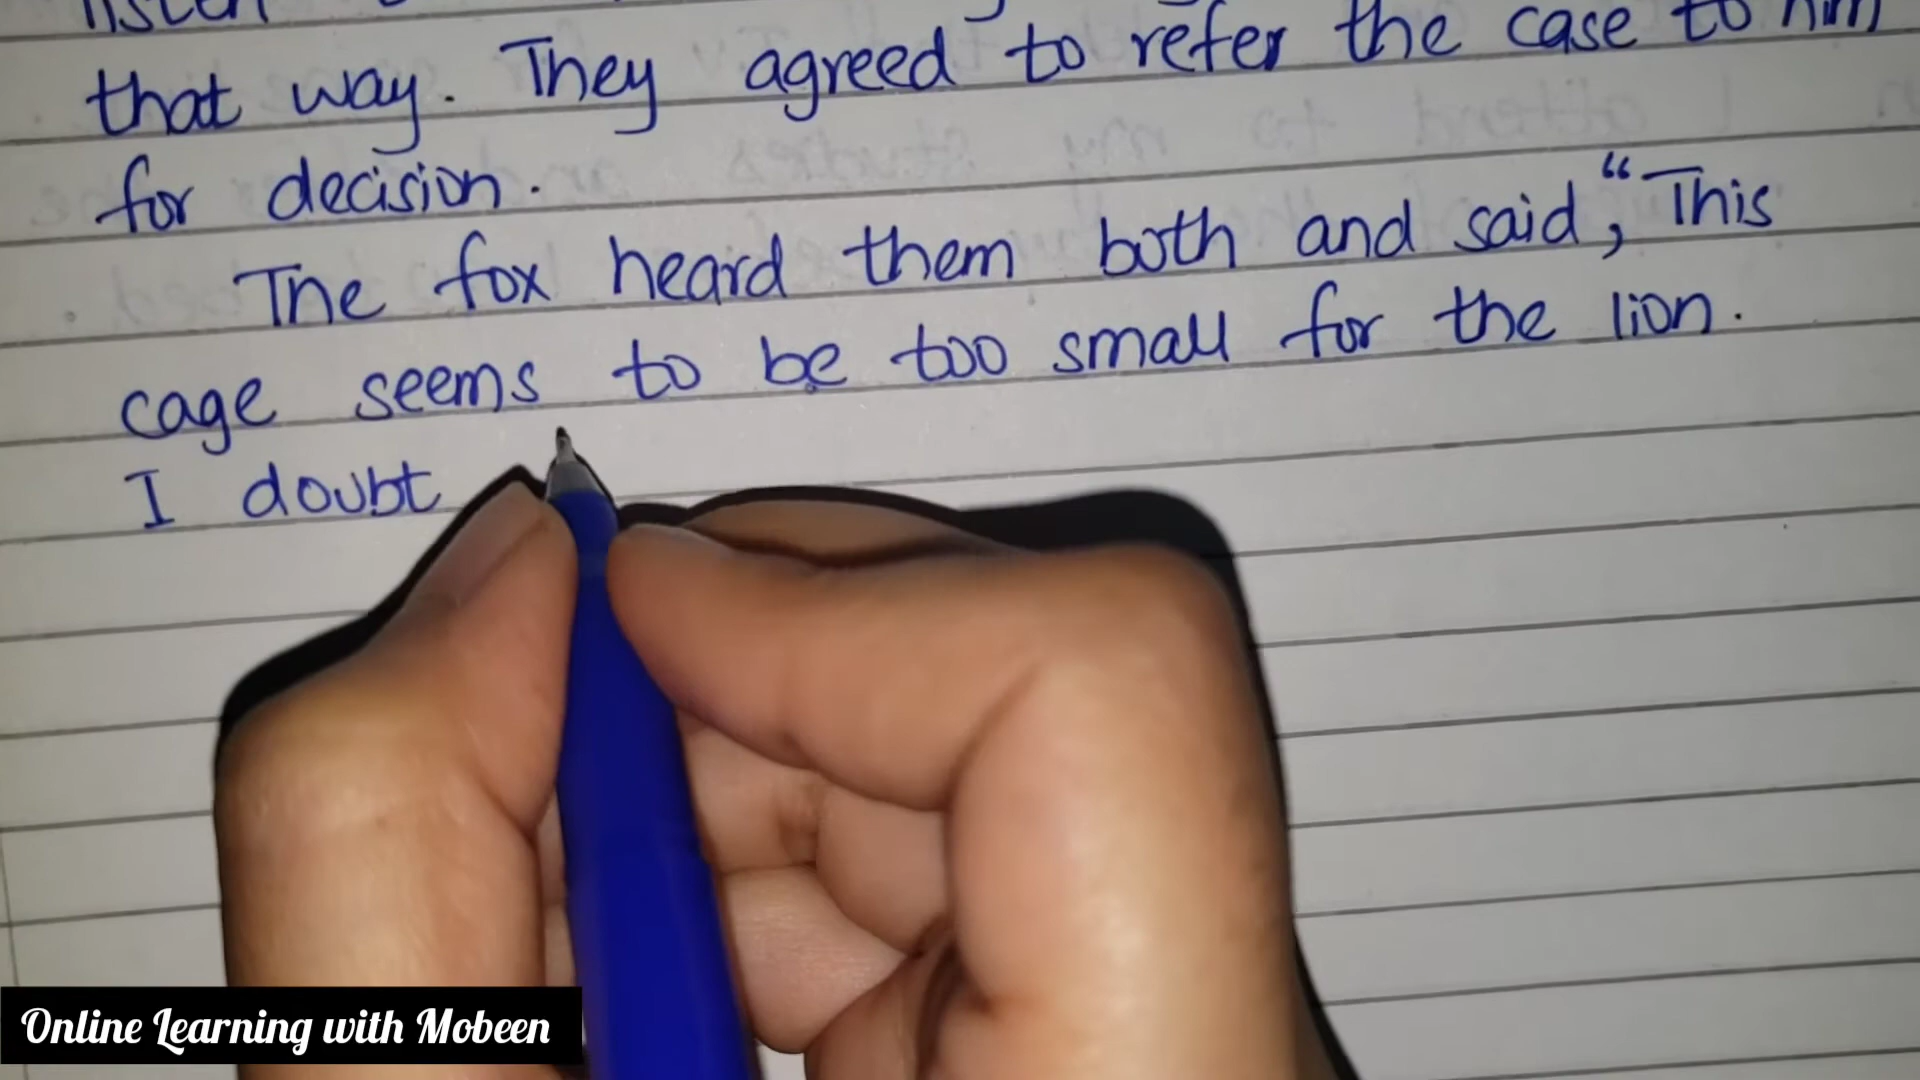 listen
that way. They agreed to refer the case to him
for decision.
The fox heard them both and said, "This
cage seems to be too small for the lion.
I doubt
Online Learning with Mobeen